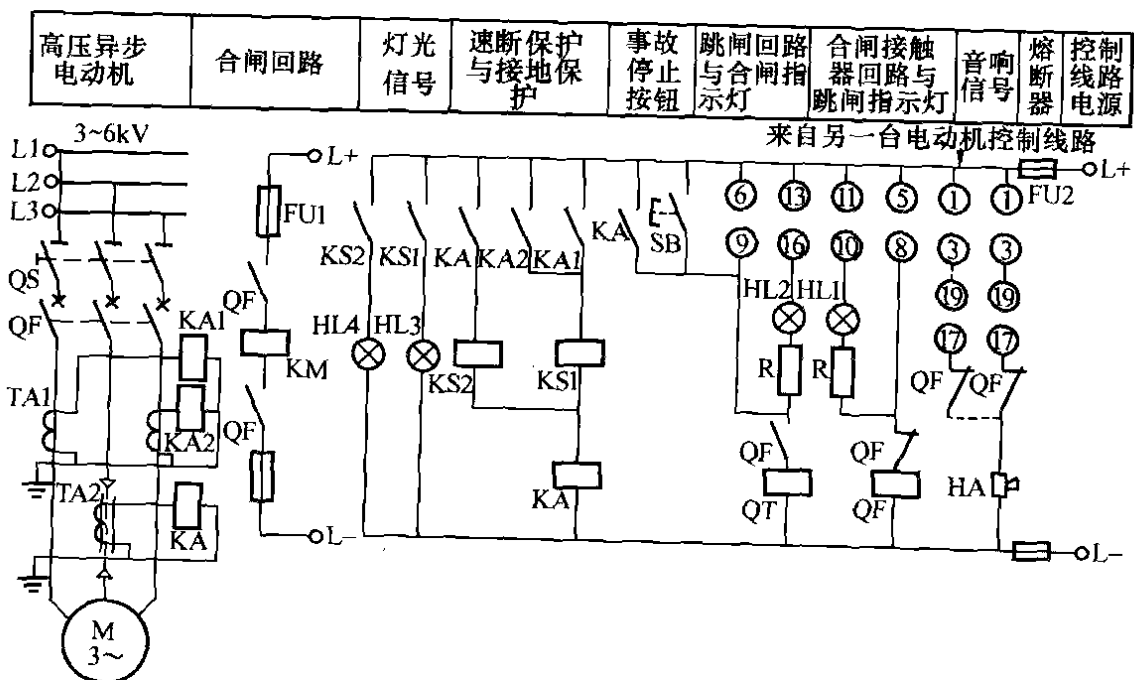 高压异步
电动机
合闸回路
灯光
信号
速断保护
与接地保
护
事故
停止
按钮
跳闸回路
与合闸指
示灯
合闸接触
器回路与
跳闸指示灯
音响
信号
熔
断
器
控制
线路
电源
来自另一台电动机控制线路
3~6kV
L1
L2
L3
QS
QF
KA1
TA1
KA2
TA2
KA
M
3~
L+
FU1
QF
KM
QF
L-
KS2
KS1
KA
KA2
KA1
KA
SB
HL4
HL3
KS2
KS1
KA
⑥
⑬
⑪
⑤
①
①
FU2
L+
⑨
⑯
⑩
⑧
③
③
HL2
HL1
⑲
⑲
⑰
⑰
R
R
QF
QF
QF
QF
HA
QT
QF
L-